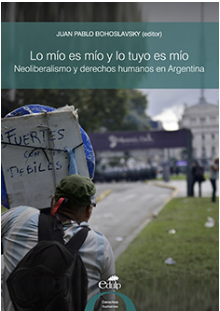 JUAN PABLO BOHOSLAVSKY (editor)
Lo mío es mío y lo tuyo es mío
Neoliberalismo y derechos humanos en Argentina
FUERTES
DEBILES
Edulp
Derechos
humanos